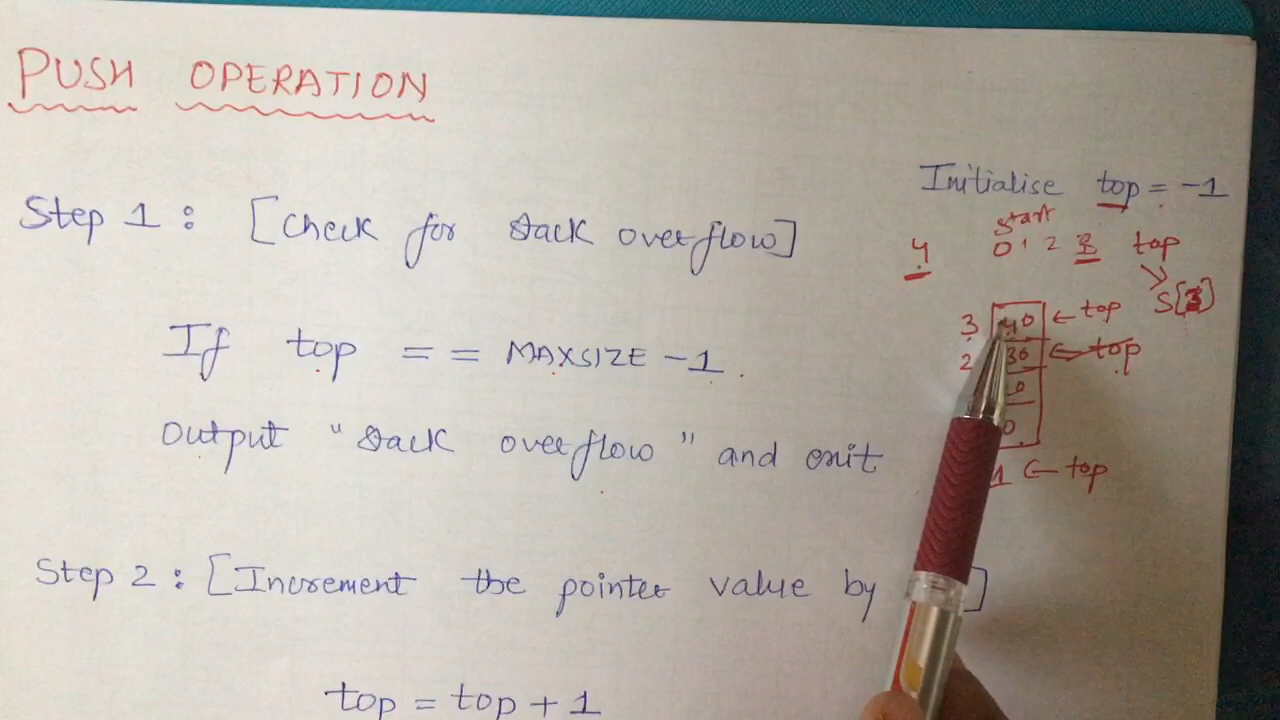 PUSH OPERATION
Initialise top = -1
Step 1 : [Check for stack overflow]
start
4 0 1 2 3 top
S[3]
If top == MAXSIZE -1.
3 40 ← top
2 30 ← top
Output "stack overflow" and exit
1 ← top
Step 2 : [Increment the pointer value by ]
top = top + 1